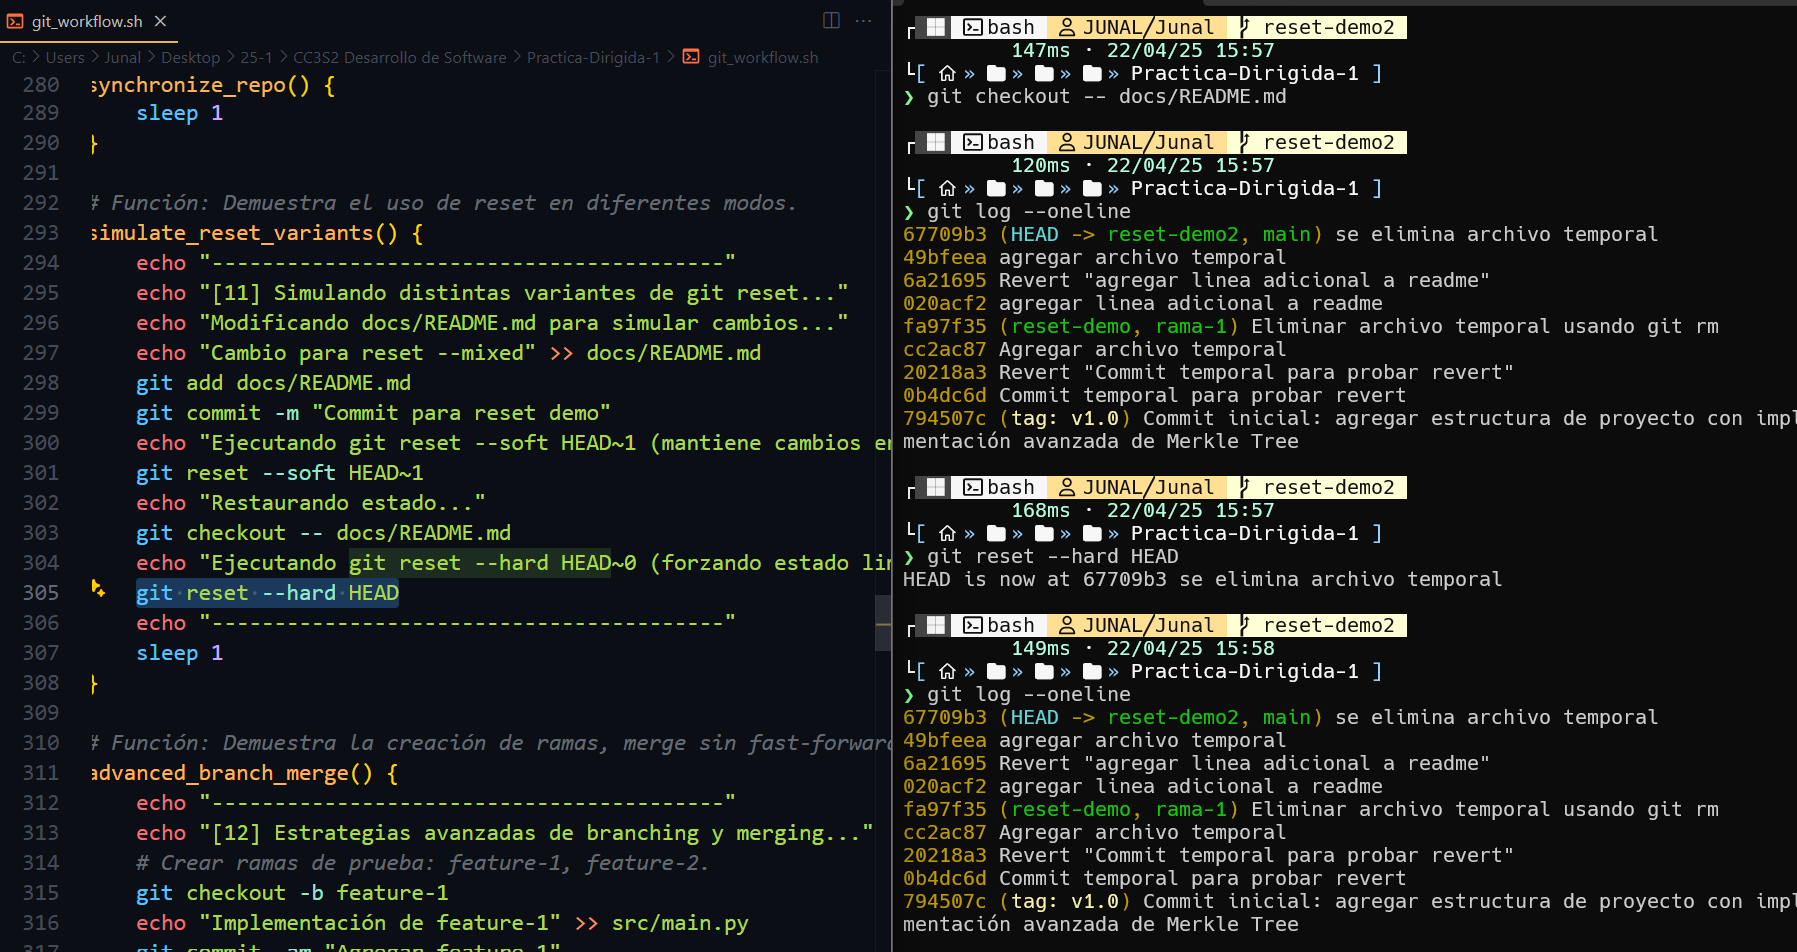 git_workflow.sh
C: > Users > Junal > Desktop > 25-1 > CC3S2 Desarrollo de Software > Practica-Dirigida-1 > git_workflow.sh
280 synchronize_repo() {
289 sleep 1
290 }
291
292 # Función: Demuestra el uso de reset en diferentes modos.
293 simulate_reset_variants() {
294 echo "-----------------------------------------"
295 echo "[11] Simulando distintas variantes de git reset..."
296 echo "Modificando docs/README.md para simular cambios..."
297 echo "Cambio para reset --mixed" >> docs/README.md
298 git add docs/README.md
299 git commit -m "Commit para reset demo"
300 echo "Ejecutando git reset --soft HEAD~1 (mantiene cambios en
301 git reset --soft HEAD~1
302 echo "Restaurando estado..."
303 git checkout -- docs/README.md
304 echo "Ejecutando git reset --hard HEAD~0 (forzando estado lim
305 git reset --hard HEAD
306 echo "-----------------------------------------"
307 sleep 1
308 }
309
310 # Función: Demuestra la creación de ramas, merge sin fast-forward
311 advanced_branch_merge() {
312 echo "-----------------------------------------"
313 echo "[12] Estrategias avanzadas de branching y merging..."
314 # Crear ramas de prueba: feature-1, feature-2.
315 git checkout -b feature-1
316 echo "Implementación de feature-1" >> src/main.py
317 git commit -am "Agregar feature-1"
bash JUNAL/Junal reset-demo2
147ms · 22/04/25 15:57
[ » » » » Practica-Dirigida-1 ]
❯ git checkout -- docs/README.md
bash JUNAL/Junal reset-demo2
120ms · 22/04/25 15:57
[ » » » » Practica-Dirigida-1 ]
❯ git log --oneline
67709b3 (HEAD -> reset-demo2, main) se elimina archivo temporal
49bfeea agregar archivo temporal
6a21695 Revert "agregar linea adicional a readme"
020acf2 agregar linea adicional a readme
fa97f35 (reset-demo, rama-1) Eliminar archivo temporal usando git rm
cc2ac87 Agregar archivo temporal
20218a3 Revert "Commit temporal para probar revert"
0b4dc6d Commit temporal para probar revert
794507c (tag: v1.0) Commit inicial: agregar estructura de proyecto con impl
mentación avanzada de Merkle Tree
bash JUNAL/Junal reset-demo2
168ms · 22/04/25 15:57
[ » » » » Practica-Dirigida-1 ]
❯ git reset --hard HEAD
HEAD is now at 67709b3 se elimina archivo temporal
bash JUNAL/Junal reset-demo2
149ms · 22/04/25 15:58
[ » » » » Practica-Dirigida-1 ]
❯ git log --oneline
67709b3 (HEAD -> reset-demo2, main) se elimina archivo temporal
49bfeea agregar archivo temporal
6a21695 Revert "agregar linea adicional a readme"
020acf2 agregar linea adicional a readme
fa97f35 (reset-demo, rama-1) Eliminar archivo temporal usando git rm
cc2ac87 Agregar archivo temporal
20218a3 Revert "Commit temporal para probar revert"
0b4dc6d Commit temporal para probar revert
794507c (tag: v1.0) Commit inicial: agregar estructura de proyecto con impl
mentación avanzada de Merkle Tree